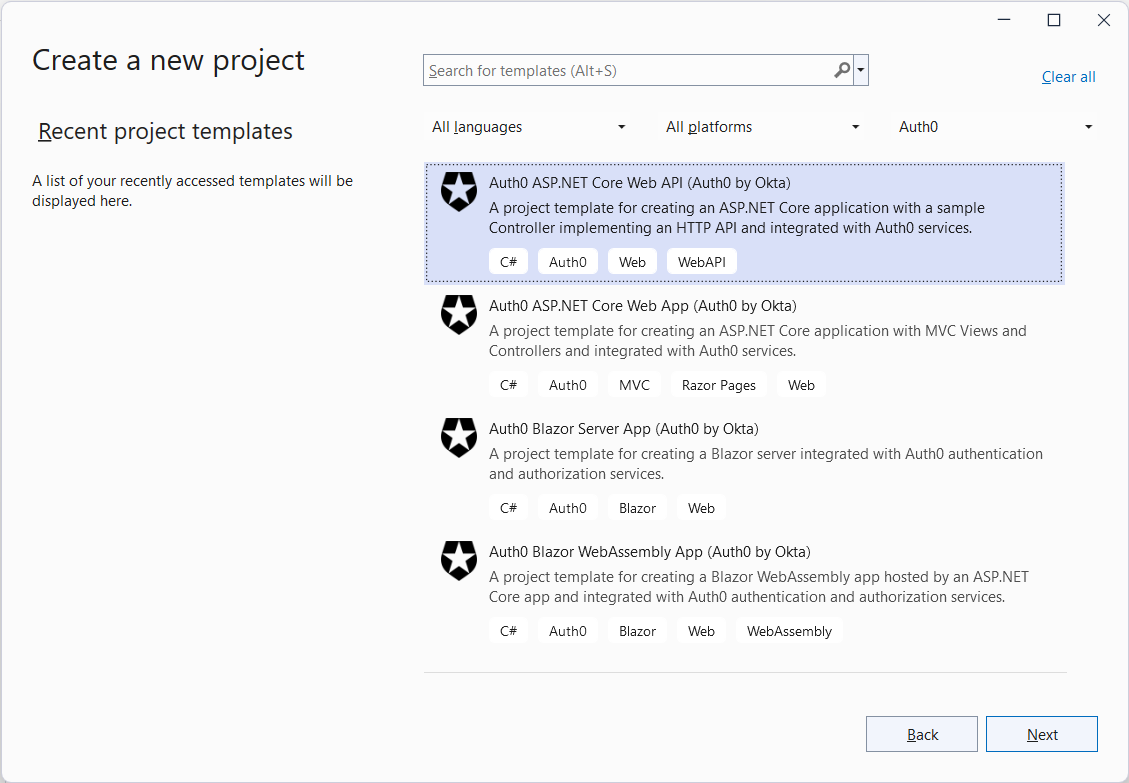 Create a new project
Search for templates (Alt+S)
Clear all
Recent project templates
A list of your recently accessed templates will be
displayed here.
All languages
All platforms
Auth0
Auth0 ASP.NET Core Web API (Auth0 by Okta)
A project template for creating an ASP.NET Core application with a sample
Controller implementing an HTTP API and integrated with Auth0 services.
C# Auth0 Web WebAPI
Auth0 ASP.NET Core Web App (Auth0 by Okta)
A project template for creating an ASP.NET Core application with MVC Views and
Controllers and integrated with Auth0 services.
C# Auth0 MVC Razor Pages Web
Auth0 Blazor Server App (Auth0 by Okta)
A project template for creating a Blazor server integrated with Auth0 authentication
and authorization services.
C# Auth0 Blazor Web
Auth0 Blazor WebAssembly App (Auth0 by Okta)
A project template for creating a Blazor WebAssembly app hosted by an ASP.NET
Core app and integrated with Auth0 authentication and authorization services.
C# Auth0 Blazor Web WebAssembly
Back
Next